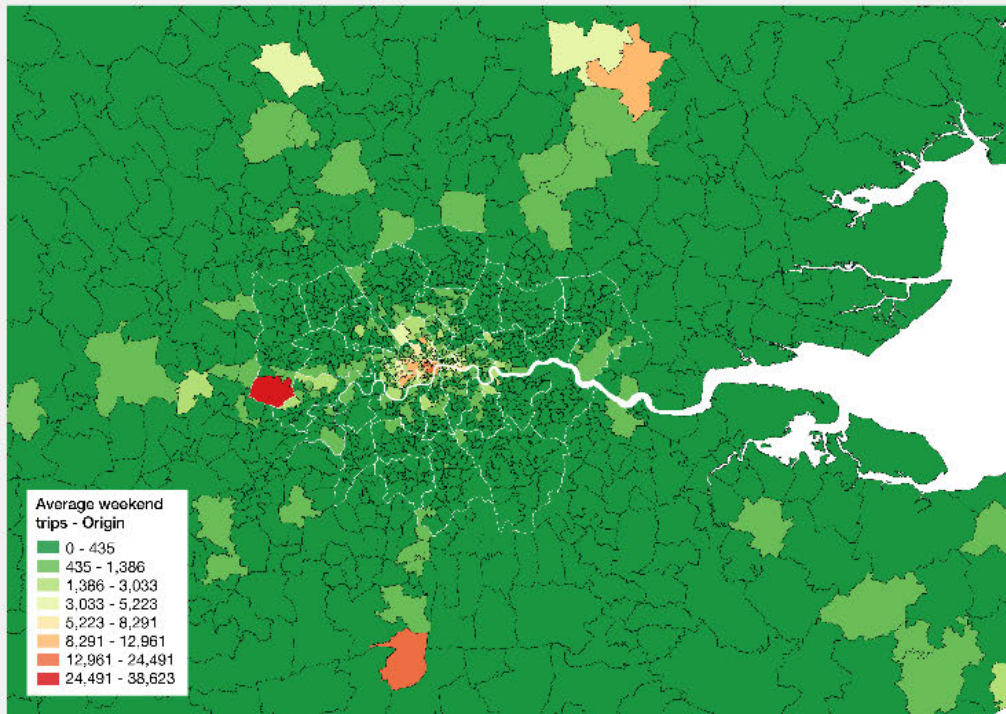 Average weekend
trips - Origin
0 - 435
435 - 1,386
1,386 - 3,033
3,033 - 5,223
5,223 - 8,291
8,291 - 12,961
12,961 - 24,491
24,491 - 38,623